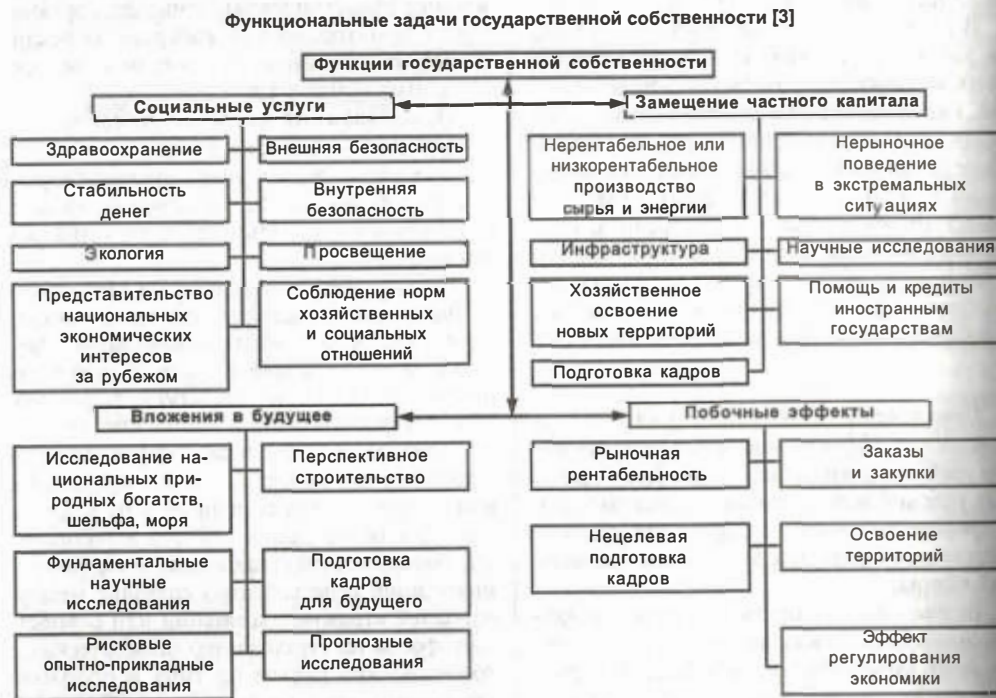 Функциональные задачи государственной собственности [3]
Функции государственной собственности
Социальные услуги
Здравоохранение
Внешняя безопасность
Стабильность
денег
Внутренняя
безопасность
Экология
Просвещение
Представительство
национальных
экономических
интересов
за рубежом
Соблюдение норм
хозяйственных
и социальных
отношений
Замещение частного капитала
Нерентабельное или
низкорентабельное
производство
сырья и энергии
Нерыночное
поведение
в экстремальных
ситуациях
Инфраструктура
Научные исследования
Хозяйственное
освоение
новых территорий
Помощь и кредиты
иностранным
государствам
Подготовка кадров
Вложения в будущее
Исследование на-
циональных при-
родных богатств,
шельфа, моря
Перспективное
строительство
Фундаментальные
научные
исследования
Подготовка
кадров
для будущего
Рисковые
опытно-прикладные
исследования
Прогнозные
исследования
Побочные эффекты
Рыночная
рентабельность
Заказы
и закупки
Нецелевая
подготовка
кадров
Освоение
территорий
Эффект
регулирования
экономики